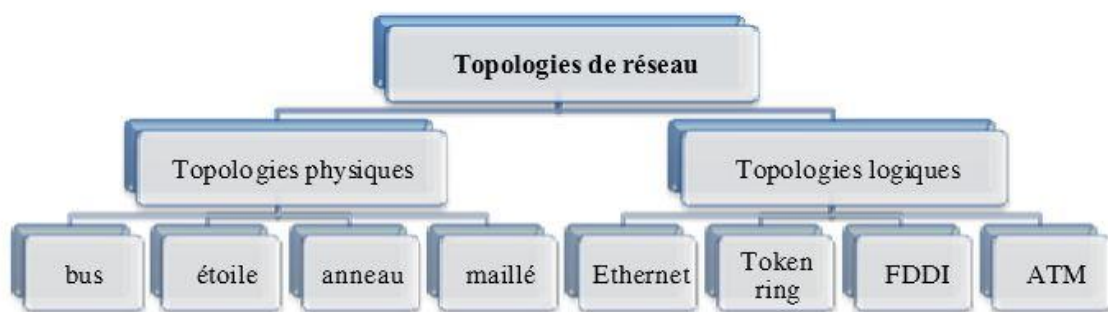 Topologies de réseau
Topologies physiques
Topologies logiques
bus
étoile
anneau
maillé
Ethernet
Token
ring
FDDI
ATM